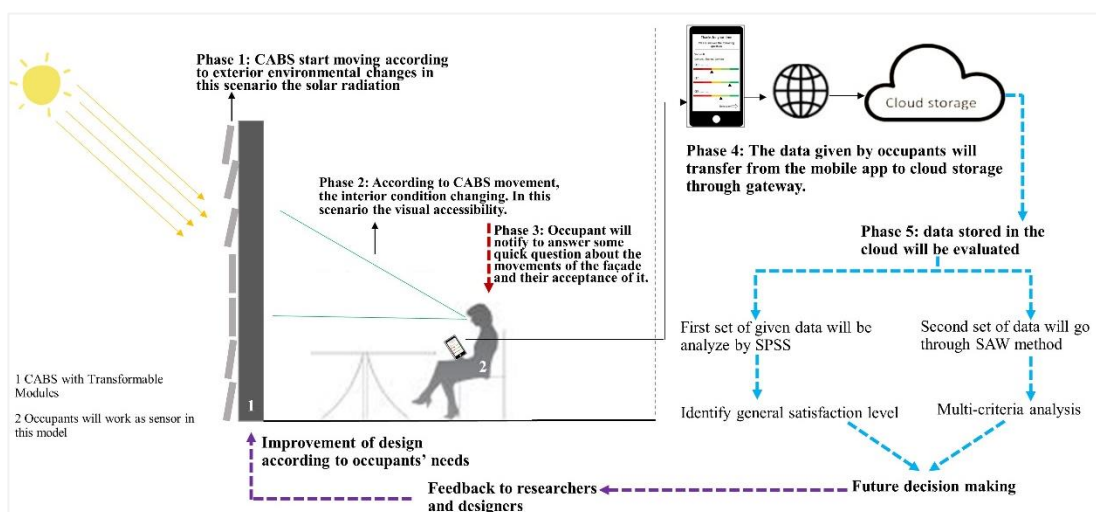 Phase 1: CABS start moving according
to exterior environmental changes in
this scenario the solar radiation
Phase 2: According to CABS movement,
the interior condition changing. In this
scenario the visual accessibility.
Phase 3: Occupant will
notify to answer some
quick question about the
movements of the façade
and their acceptance of it.
1
2
1 CABS with Transformable
Modules
2 Occupants will work as sensor in
this model
Cloud storage
Phase 4: The data given by occupants will
transfer from the mobile app to cloud storage
through gateway.
Phase 5: data stored in the
cloud will be evaluated
First set of given data will be
analyze by SPSS
Second set of data will go
through SAW method
Identify general satisfaction level
Multi-criteria analysis
Future decision making
Feedback to researchers
and designers
Improvement of design
according to occupants’ needs